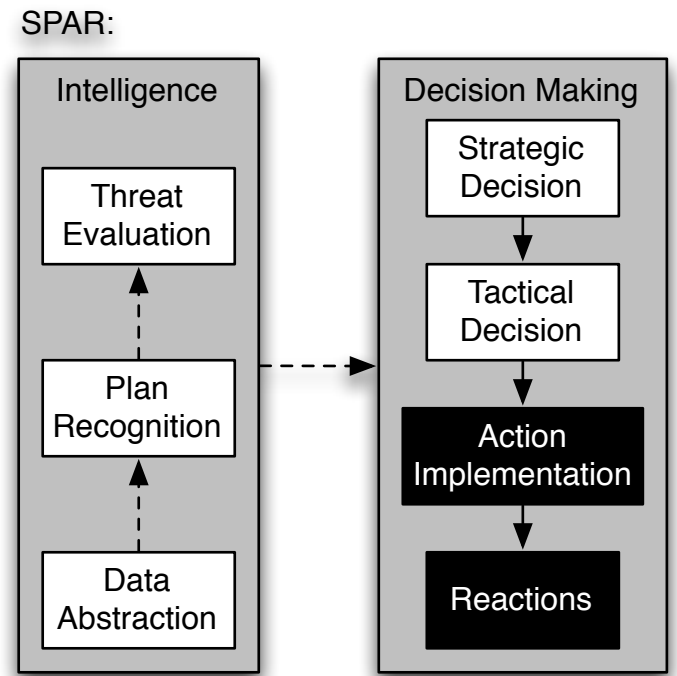 SPAR:
Intelligence
Threat
Evaluation
Plan
Recognition
Data
Abstraction
Decision Making
Strategic
Decision
Tactical
Decision
Action
Implementation
Reactions